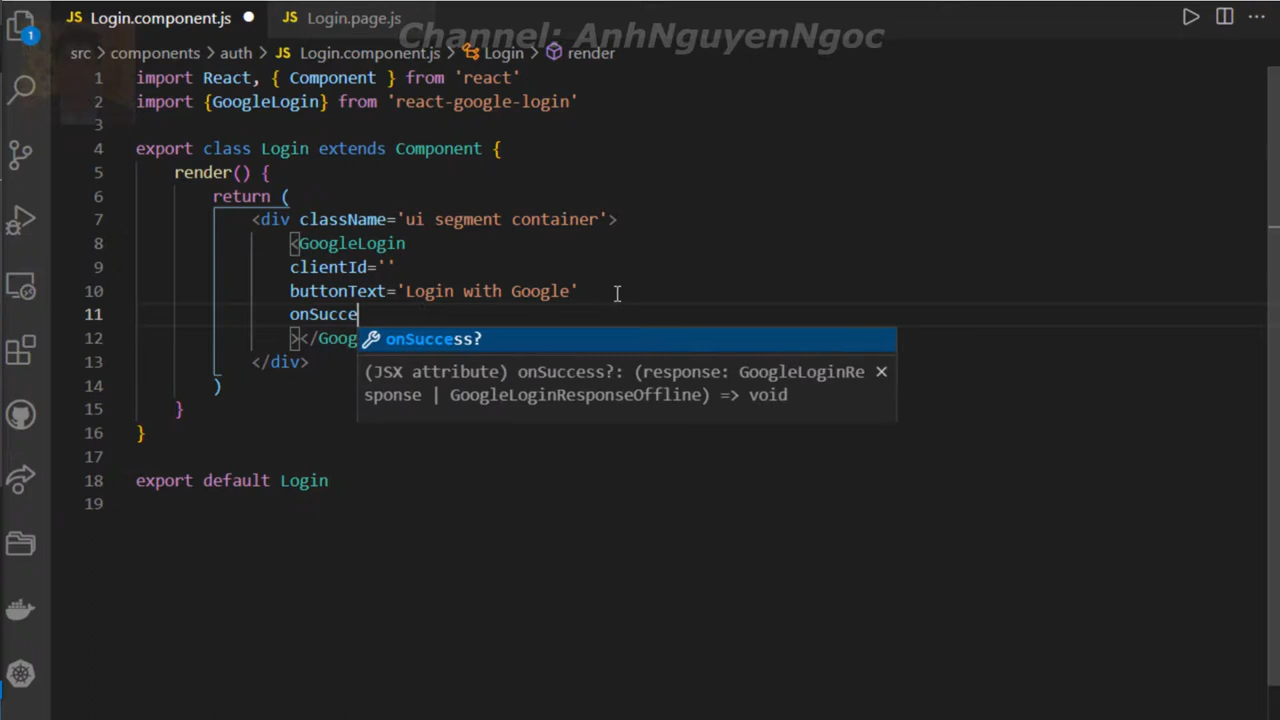 JS Login.component.js
JS Login.page.js
Channel: AnhNguyenNgoc
src > components > auth > JS Login.component.js > Login > render
1
1 import React, { Component } from 'react'
2 import {GoogleLogin} from 'react-google-login'
3
4 export class Login extends Component {
5 render() {
6 return (
7 <div className='ui segment container'>
8 <GoogleLogin
9 clientId=''
10 buttonText='Login with Google'
11 onSucce
12 ></Goog
onSuccess?
(JSX attribute) onSuccess?: (response: GoogleLoginRe
sponse | GoogleLoginResponseOffline) => void
13 </div>
14 )
15 }
16 }
17
18 export default Login
19